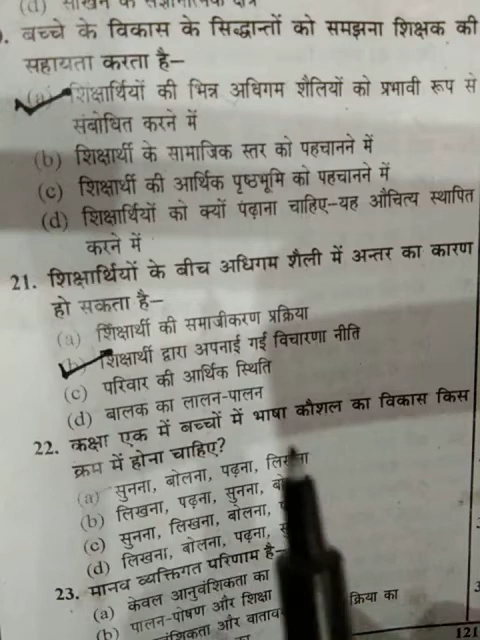 (d) सीखने के संज्ञानात्मक क्षेत्र
. बच्चे के विकास के सिद्धान्तों को समझना शिक्षक की
सहायता करता है–
(a) शिक्षार्थियों की भिन्न अधिगम शैलियों को प्रभावी रूप से
संबोधित करने में
(b) शिक्षार्थी के सामाजिक स्तर को पहचानने में
(c) शिक्षार्थी की आर्थिक पृष्ठभूमि को पहचानने में
(d) शिक्षार्थियों को क्यों पढ़ाना चाहिए–यह औचित्य स्थापित
करने में
21. शिक्षार्थियों के बीच अधिगम शैली में अन्तर का कारण
हो सकता है–
(a) शिक्षार्थी की समाजीकरण प्रक्रिया
(b) शिक्षार्थी द्वारा अपनाई गई विचारणा नीति
(c) परिवार की आर्थिक स्थिति
(d) बालक का लालन-पालन
22. कक्षा एक में बच्चों में भाषा कौशल का विकास किस
क्रम में होना चाहिए?
(a) सुनना, बोलना, पढ़ना, लिखना
(b) लिखना, पढ़ना, सुनना,
(c) सुनना, लिखना, बोलना,
(d) लिखना, बोलना, पढ़ना,
23. मानव व्यक्तिगत परिणाम है–
(a) केवल आनुवंशिकता का
(b) पालन-पोषण और शिक्षा
क्रिया का
और
121